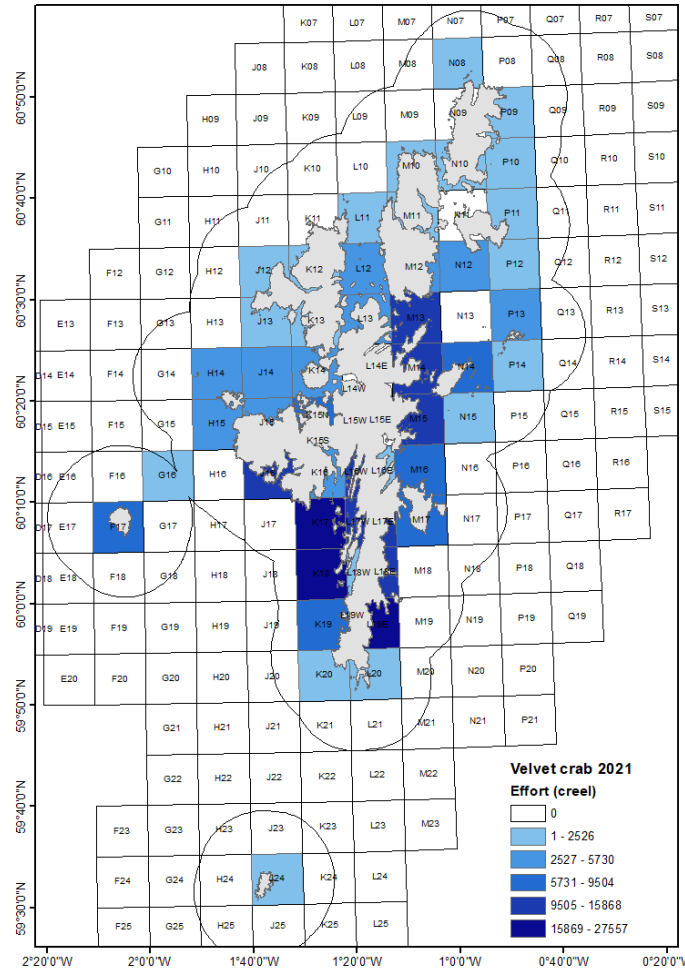 K07 L07 M07 N07 P07 Q07 R07 S07
J08 K08 L08 M08 N08 P08 Q08 R08 S08
60°50'0"N
H09 J09 K09 L09 M09 N09 P09 Q09 R09 S09
G10 H10 J10 K10 L10 M10 N10 P10 Q10 R10 S10
60°40'0"N
G11 H11 J11 K11 L11 M11 N11 P11 Q11 R11 S11
F12 G12 H12 J12 K12 L12 M12 N12 P12 Q12 R12 S12
60°30'0"N
E13 F13 G13 H13 J13 K13 L13 M13 N13 P13 Q13 R13 S13
D14 E14 F14 G14 H14 J14 K14 L14E M14 N14 P14 Q14 R14 S14
L14W
60°20'0"N
D15 E15 F15 G15 H15 J15 K15N L15W L15E M15 N15 P15 Q15 R15 S15
K15S
D16 E16 F16 G16 H16 J16 K16 L16W L16E M16 N16 P16 Q16 R16
60°10'0"N
D17 E17 F17 G17 H17 J17 K17 L17W L17E M17 N17 P17 Q17 R17
D18 E18 F18 G18 H18 J18 K18 L18W L18E M18 N18 P18 Q18
60°0'0"N
D19 E19 F19 G19 H19 J19 K19 L19W L19E M19 N19 P19 Q19
E20 F20 G20 H20 J20 K20 L20 M20 N20 P20
59°50'0"N
G21 H21 J21 K21 L21 M21 N21 P21
G22 H22 J22 K22 L22 M22
59°40'0"N
F23 G23 H23 J23 K23 L23 M23
F24 G24 H24 J24 K24 L24
59°30'0"N
F25 G25 H25 J25 K25 L25
Velvet crab 2021
Effort (creel)
0
1 - 2526
2527 - 5730
5731 - 9504
9505 - 15868
15869 - 27557
2°20'0"W 2°0'0"W 1°40'0"W 1°20'0"W 1°0'0"W 0°40'0"W 0°20'0"W